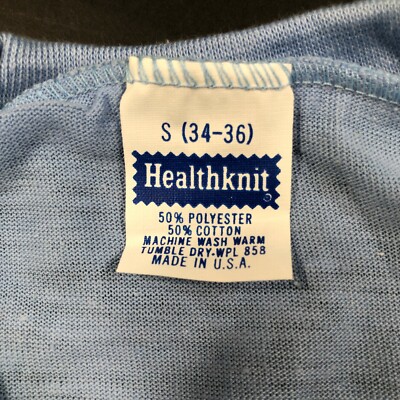 S (34-36)
Healthknit
50% POLYESTER
50% COTTON
MACHINE WASH WARM
TUMBLE DRY-WPL 858
MADE IN U.S.A.